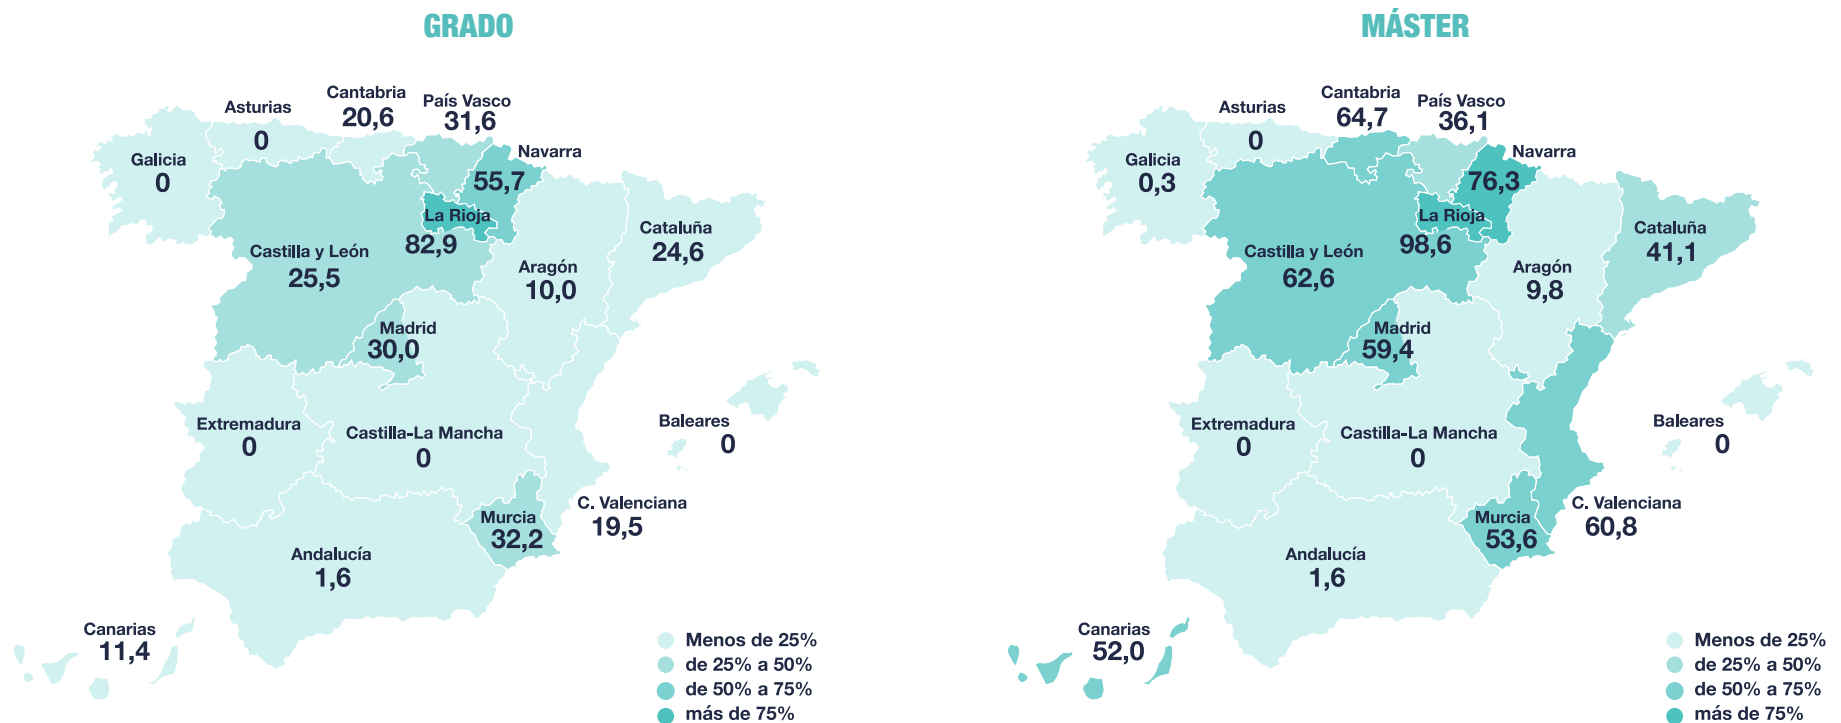 GRADO
Asturias
0
Cantabria
20,6
País Vasco
31,6
Galicia
0
Navarra
55,7
La Rioja
82,9
Castilla y León
25,5
Cataluña
24,6
Aragón
10,0
Madrid
30,0
Extremadura
0
Castilla-La Mancha
0
Baleares
0
C. Valenciana
19,5
Murcia
32,2
Andalucía
1,6
Canarias
11,4
Menos de 25%
de 25% a 50%
de 50% a 75%
más de 75%
MÁSTER
Asturias
0
Cantabria
64,7
País Vasco
36,1
Galicia
0,3
Navarra
76,3
La Rioja
98,6
Castilla y León
62,6
Cataluña
41,1
Aragón
9,8
Madrid
59,4
Extremadura
0
Castilla-La Mancha
0
Baleares
0
C. Valenciana
60,8
Murcia
53,6
Andalucía
1,6
Canarias
52,0
Menos de 25%
de 25% a 50%
de 50% a 75%
más de 75%